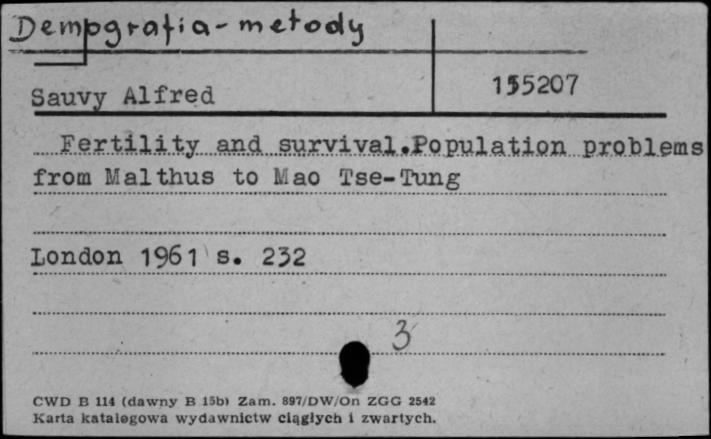 Demografia - metody
Sauvy Alfred
155207
Fertility and survival.Population problems
from Malthus to Mao Tse-Tung
London 1961 s. 232
3
CWD B 114 (dawny B 15b) Zam. 897/DW/On ZGG 2542
Karta katalogowa wydawnictw ciągłych i zwartych.